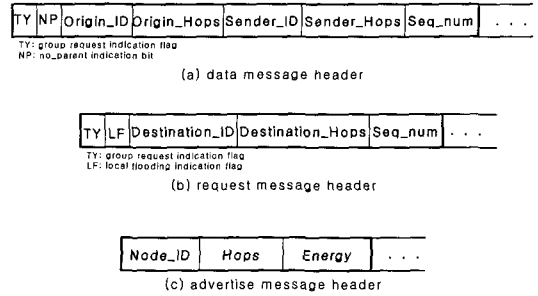 TY NP Origin_ID Origin_Hops Sender_ID Sender_Hops Seq_num . . .
TY: group request indication flag
NP: no_parent indication bit
(a) data message header
TY LF Destination_ID Destination_Hops Seq_num . . .
TY: group request indication flag
LF: local flooding indication flag
(b) request message header
Node_ID Hops Energy . . .
(c) advertise message header